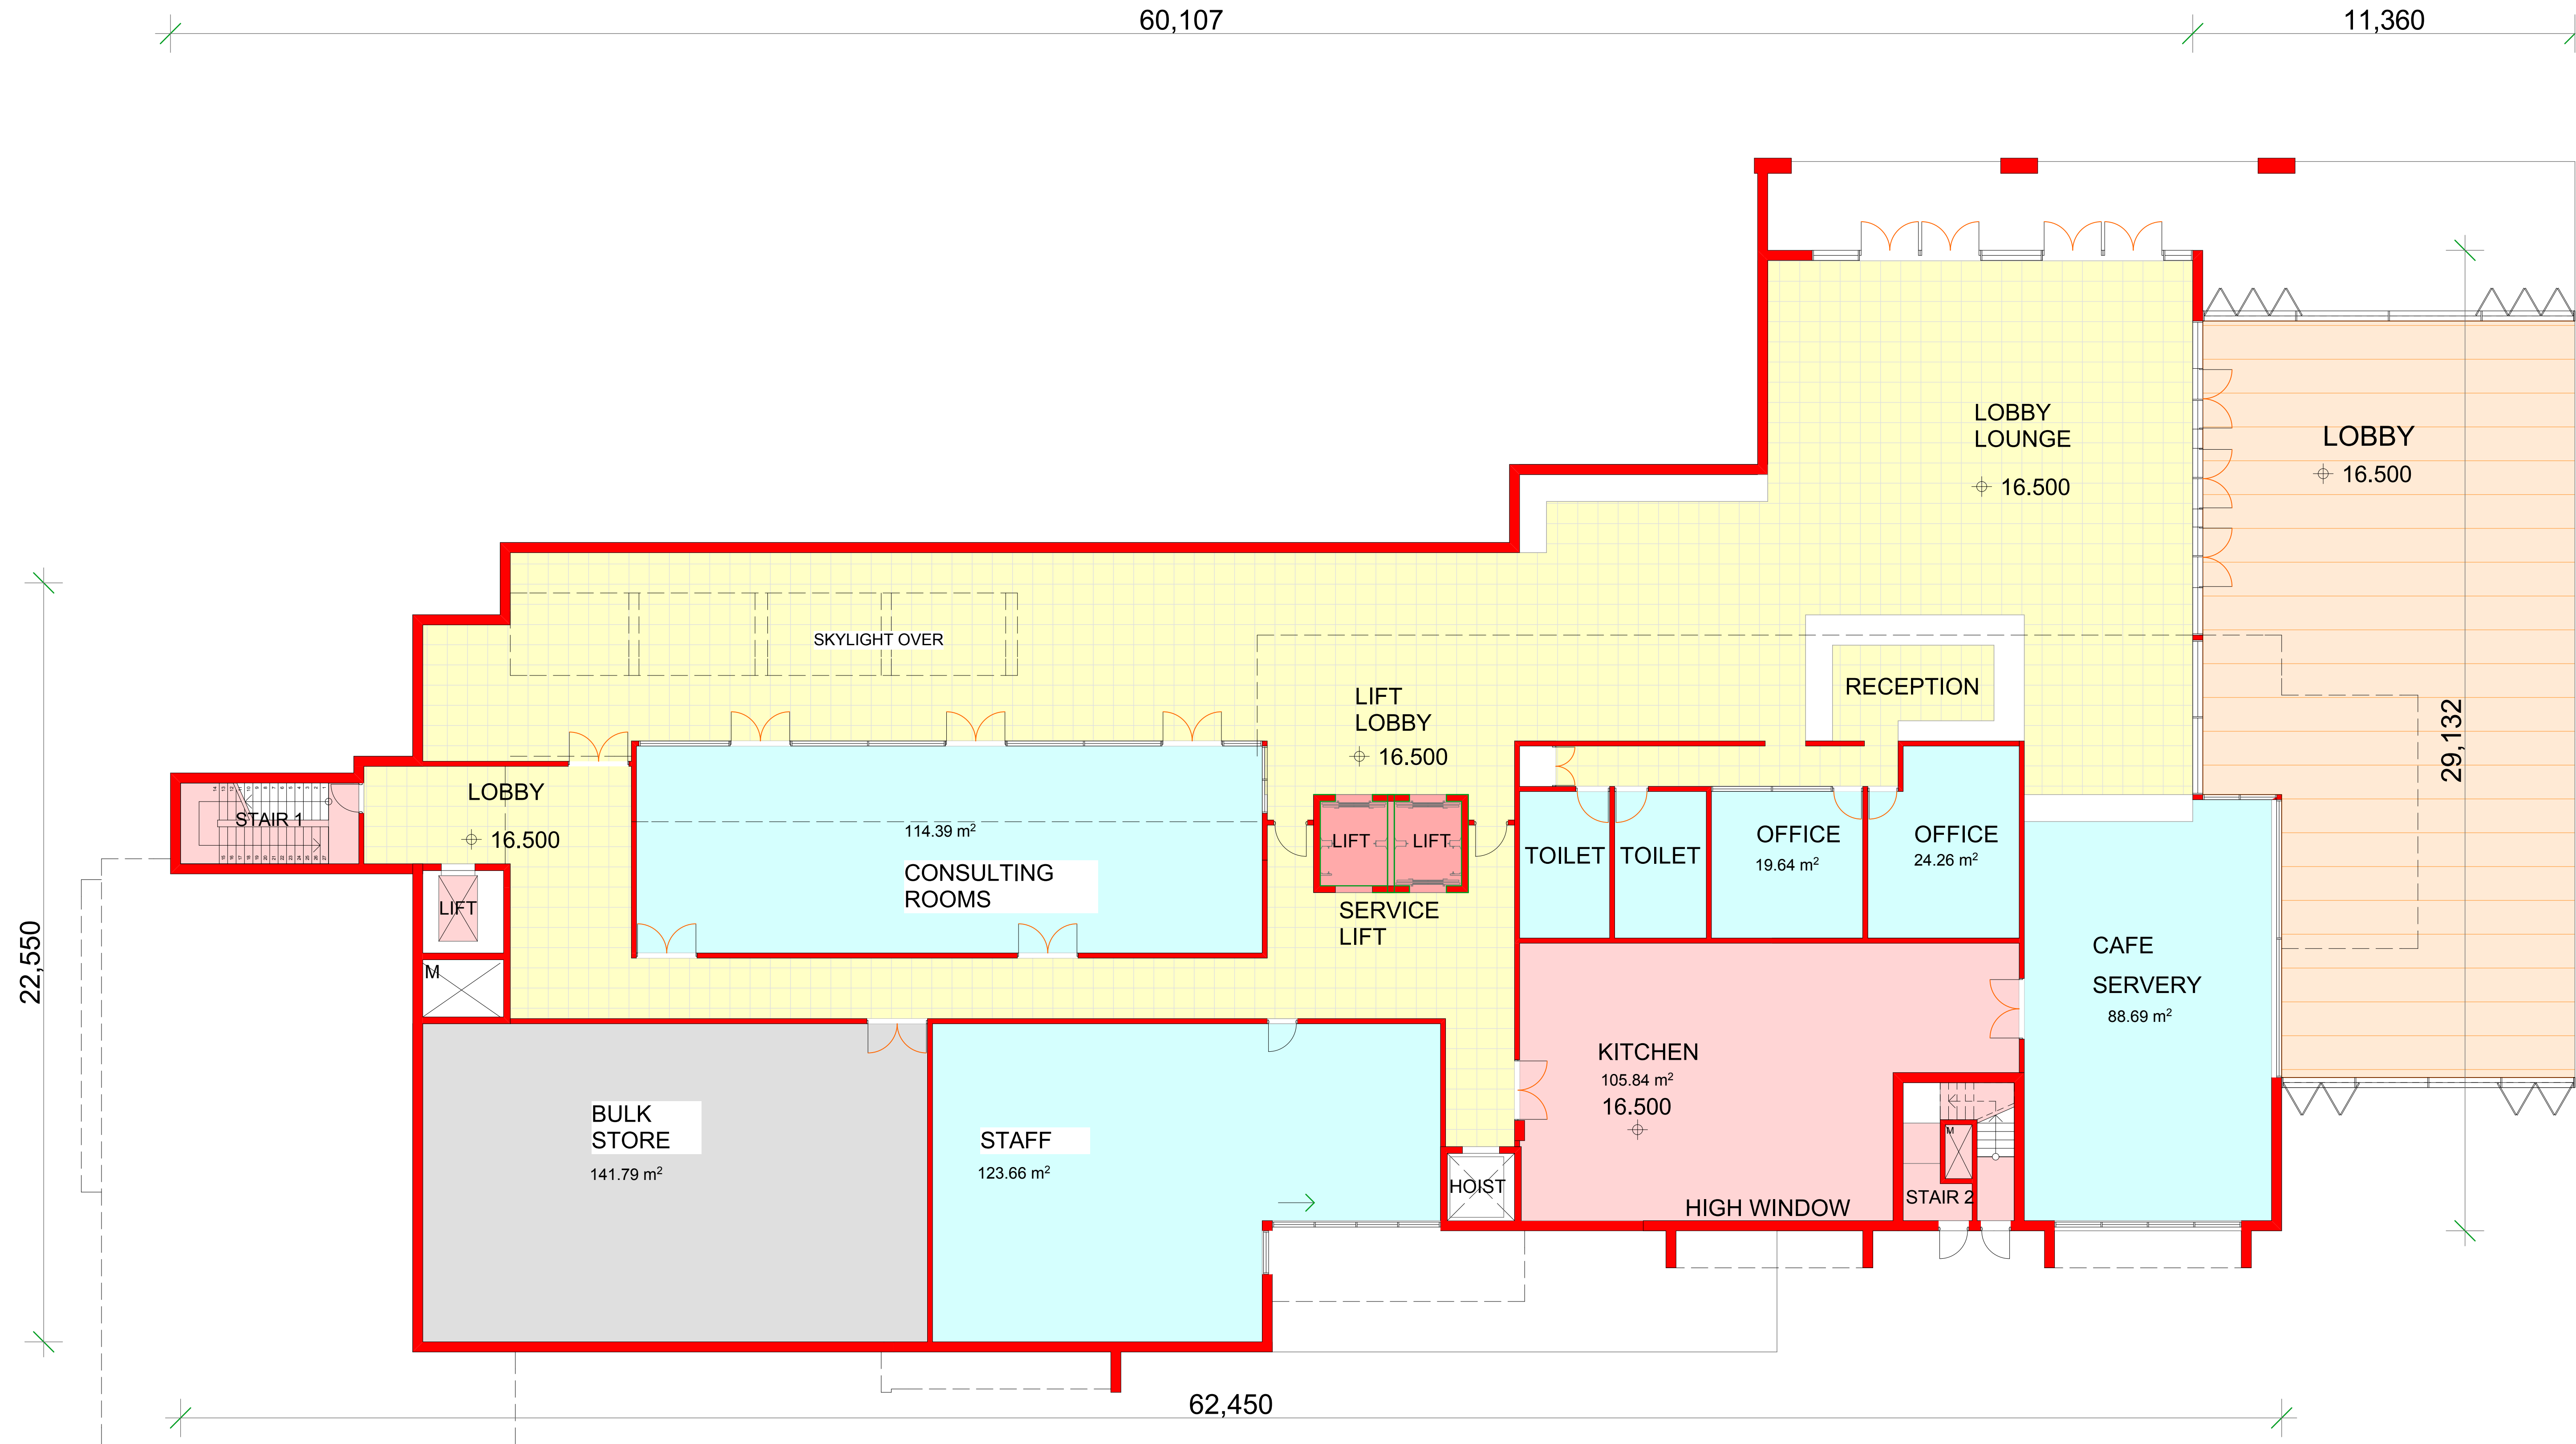 60,107
11,360
LOBBY
LOUNGE
16.500
LOBBY
16.500
SKYLIGHT OVER
RECEPTION
LIFT
LOBBY
16.500
29,132
LOBBY
16.500
STAIR 1
114.39 m²
CONSULTING
ROOMS
LIFT
LIFT
SERVICE
LIFT
TOILET
TOILET
OFFICE
19.64 m²
OFFICE
24.26 m²
LIFT
M
22,550
CAFE
SERVERY
88.69 m²
KITCHEN
105.84 m²
16.500
BULK
STORE
141.79 m²
STAFF
123.66 m²
HOIST
HIGH WINDOW
M
STAIR 2
62,450